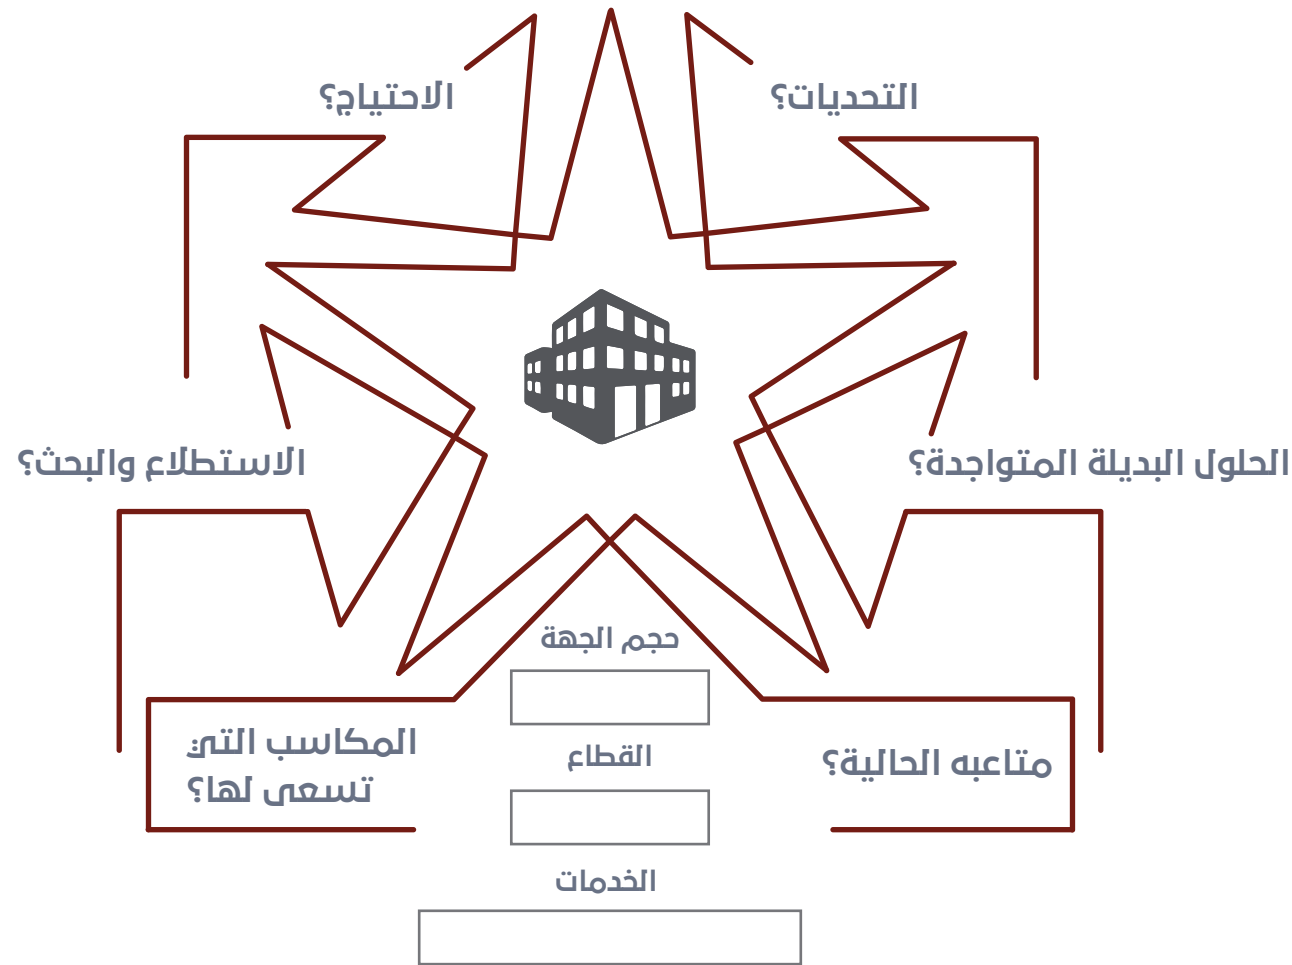 التحديات؟
الاحتياج؟
الحلول البديلة المتواجدة؟
الاستطلاع والبحث؟
حجم الجهة
متاعبه الحالية؟
المكاسب التي
تسعى لها؟
القطاع
الخدمات